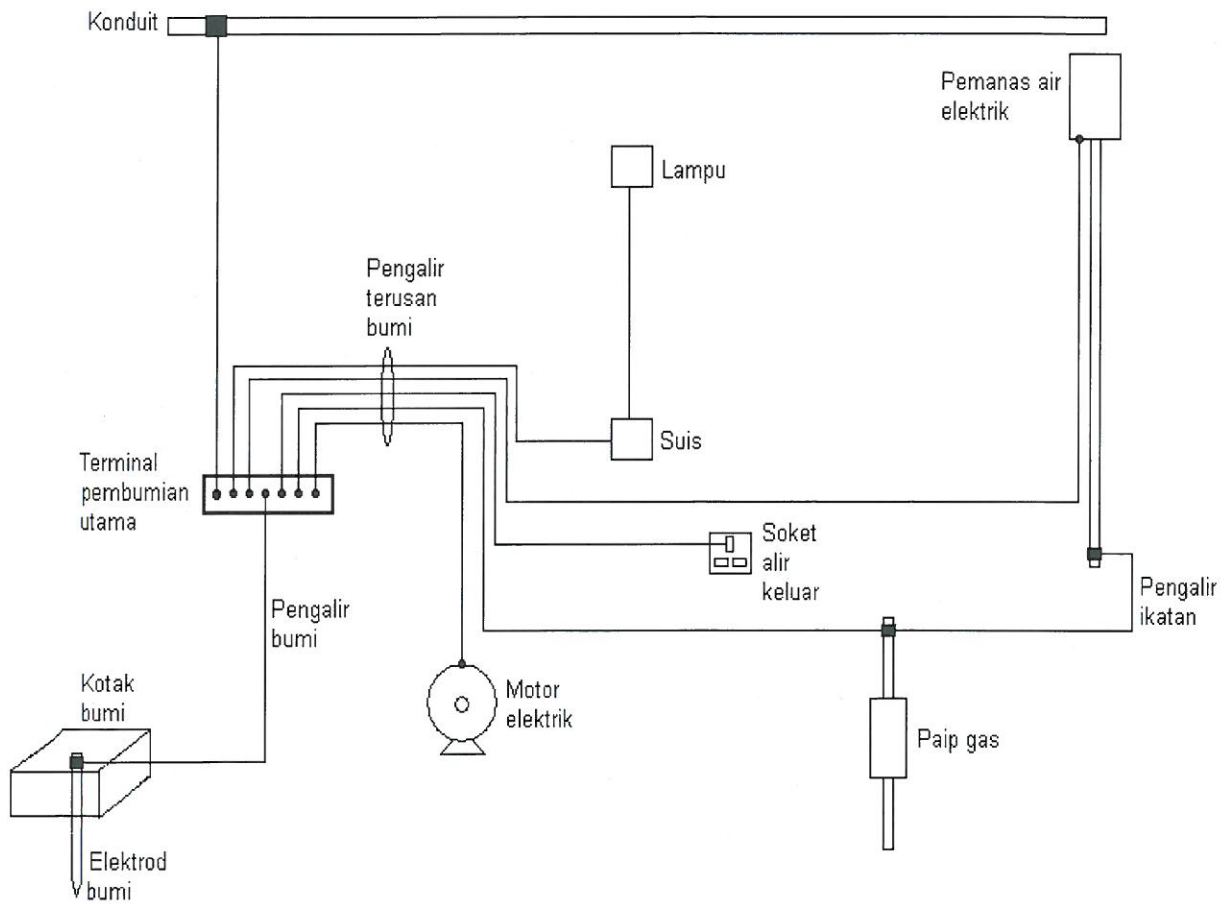 Konduit
Pemanas air
elektrik
Lampu
Pengalir
terusan
bumi
Suis
Terminal
pembumian
utama
Soket
alir
keluar
Pengalir
ikatan
Pengalir
bumi
Kotak
bumi
Motor
elektrik
Paip gas
Elektrod
bumi